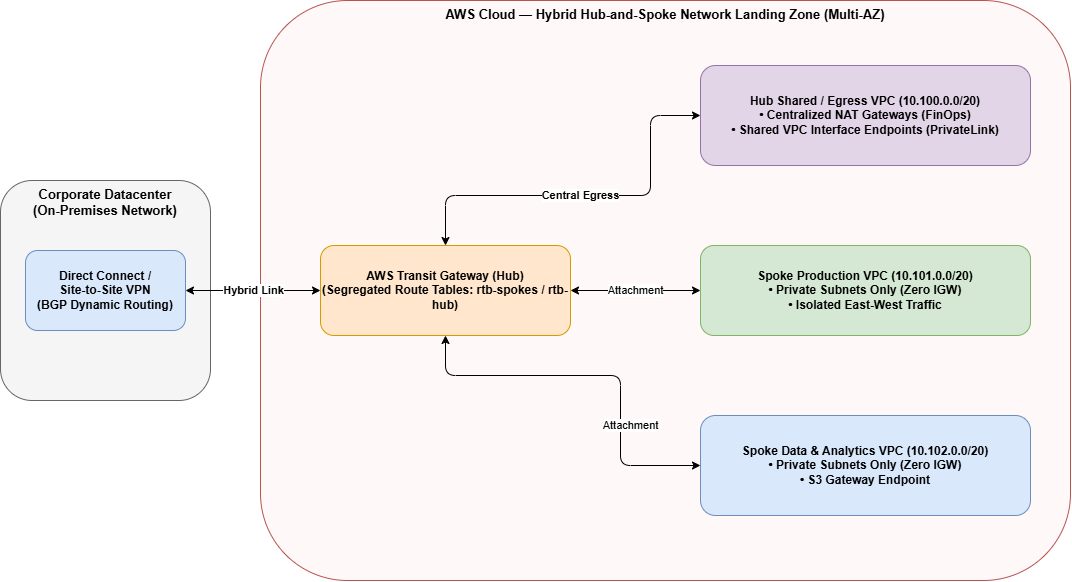 AWS Cloud — Hybrid Hub-and-Spoke Network Landing Zone (Multi-AZ)
Hub Shared / Egress VPC (10.100.0.0/20)
• Centralized NAT Gateways (FinOps)
• Shared VPC Interface Endpoints (PrivateLink)
Corporate Datacenter
(On-Premises Network)
Central Egress
Direct Connect /
Site-to-Site VPN
(BGP Dynamic Routing)
Hybrid Link
AWS Transit Gateway (Hub)
(Segregated Route Tables: rtb-spokes / rtb-
hub)
Attachment
Spoke Production VPC (10.101.0.0/20)
• Private Subnets Only (Zero IGW)
• Isolated East-West Traffic
Attachment
Spoke Data & Analytics VPC (10.102.0.0/20)
• Private Subnets Only (Zero IGW)
• S3 Gateway Endpoint